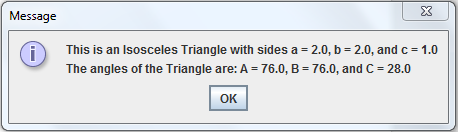 Message
This is an Isosceles Triangle with sides a = 2.0, b = 2.0, and c = 1.0
The angles of the Triangle are: A = 76.0, B = 76.0, and C = 28.0
OK